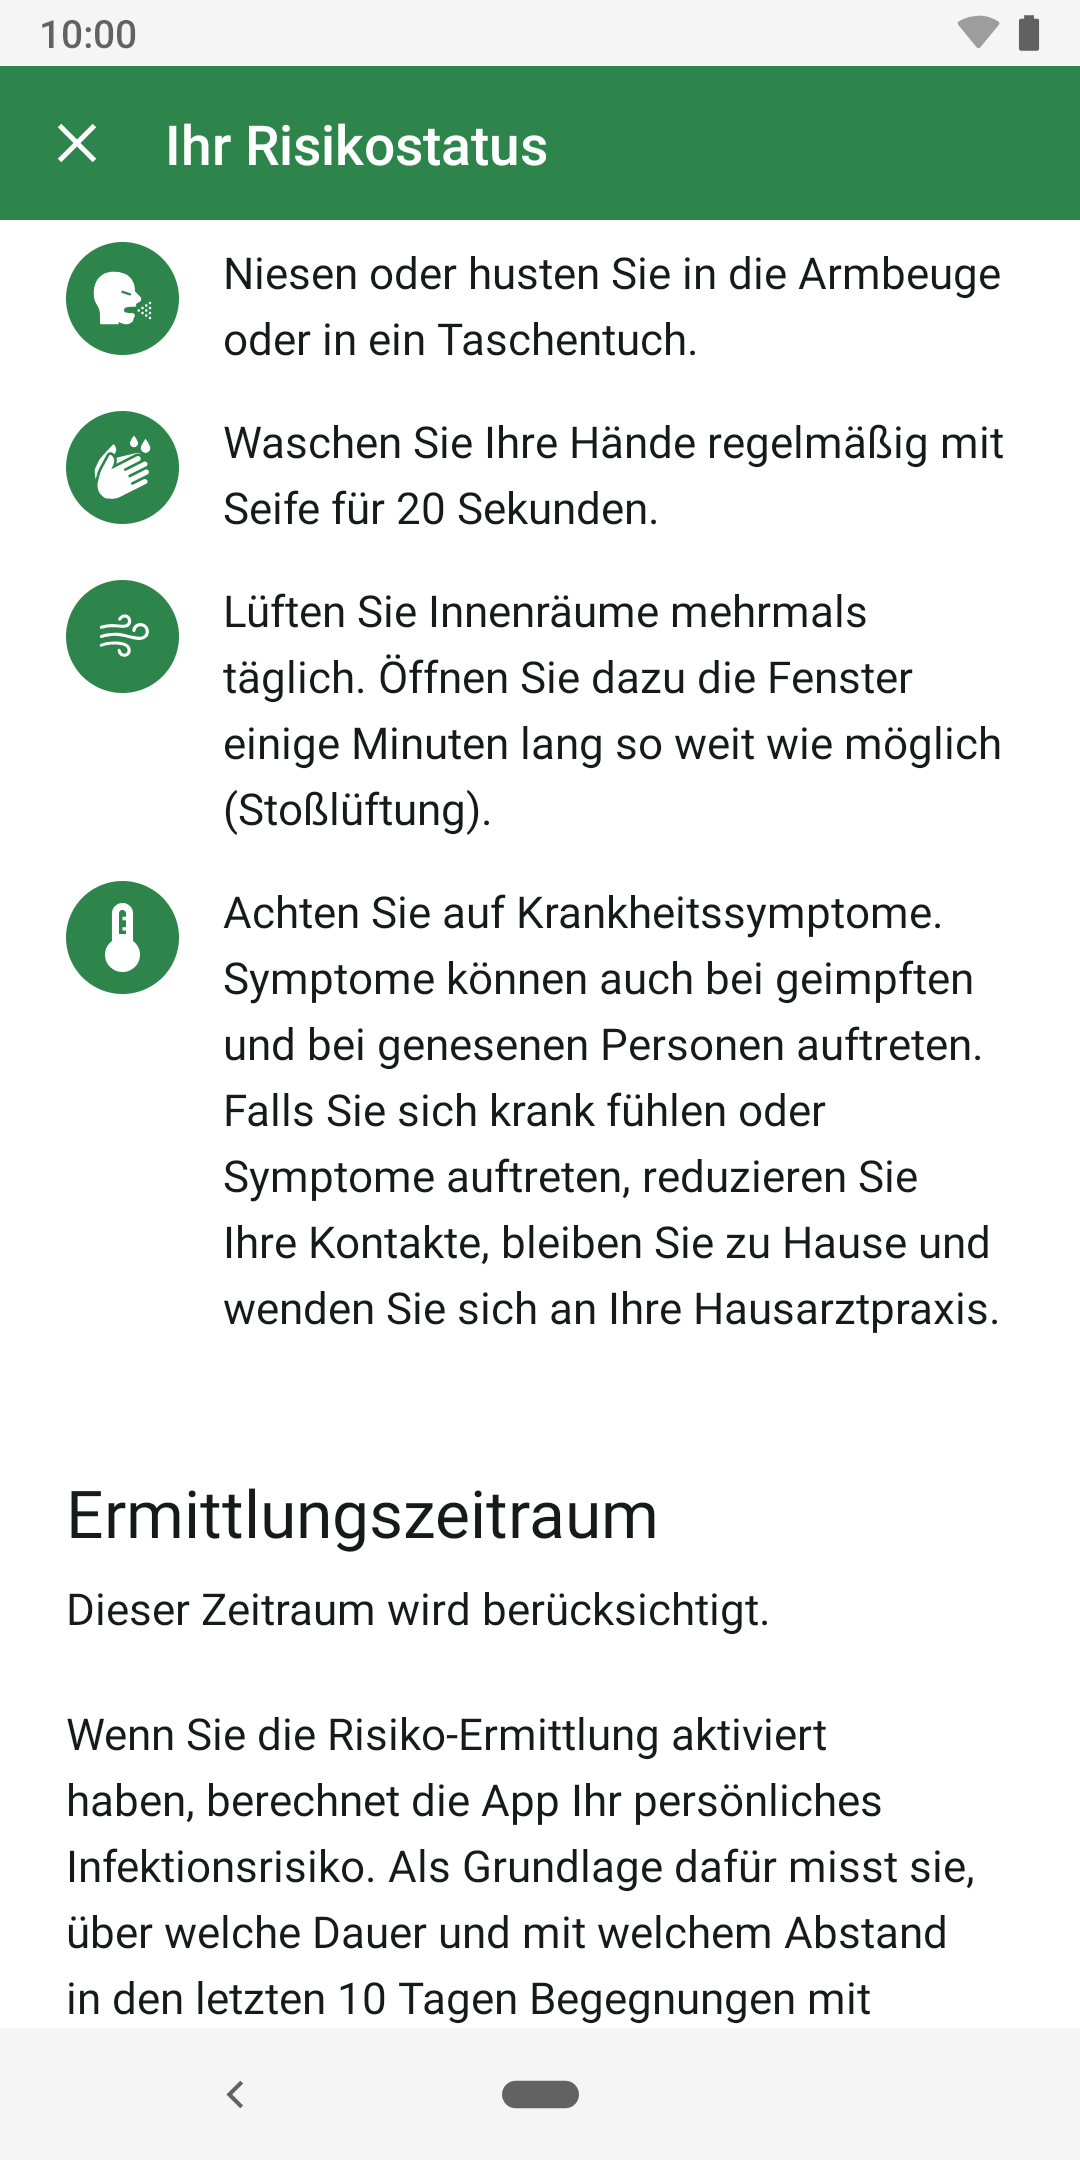 10:00
Ihr Risikostatus
Niesen oder husten Sie in die Armbeuge
oder in ein Taschentuch.
Waschen Sie Ihre Hände regelmäßig mit
Seife für 20 Sekunden.
Lüften Sie Innenräume mehrmals
täglich. Öffnen Sie dazu die Fenster
einige Minuten lang so weit wie möglich
(Stoßlüftung).
Achten Sie auf Krankheitssymptome.
Symptome können auch bei geimpften
und bei genesenen Personen auftreten.
Falls Sie sich krank fühlen oder
Symptome auftreten, reduzieren Sie
Ihre Kontakte, bleiben Sie zu Hause und
wenden Sie sich an Ihre Hausarztpraxis.
Ermittlungszeitraum
Dieser Zeitraum wird berücksichtigt.
Wenn Sie die Risiko-Ermittlung aktiviert
haben, berechnet die App Ihr persönliches
Infektionsrisiko. Als Grundlage dafür misst sie,
über welche Dauer und mit welchem Abstand
in den letzten 10 Tagen Begegnungen mit